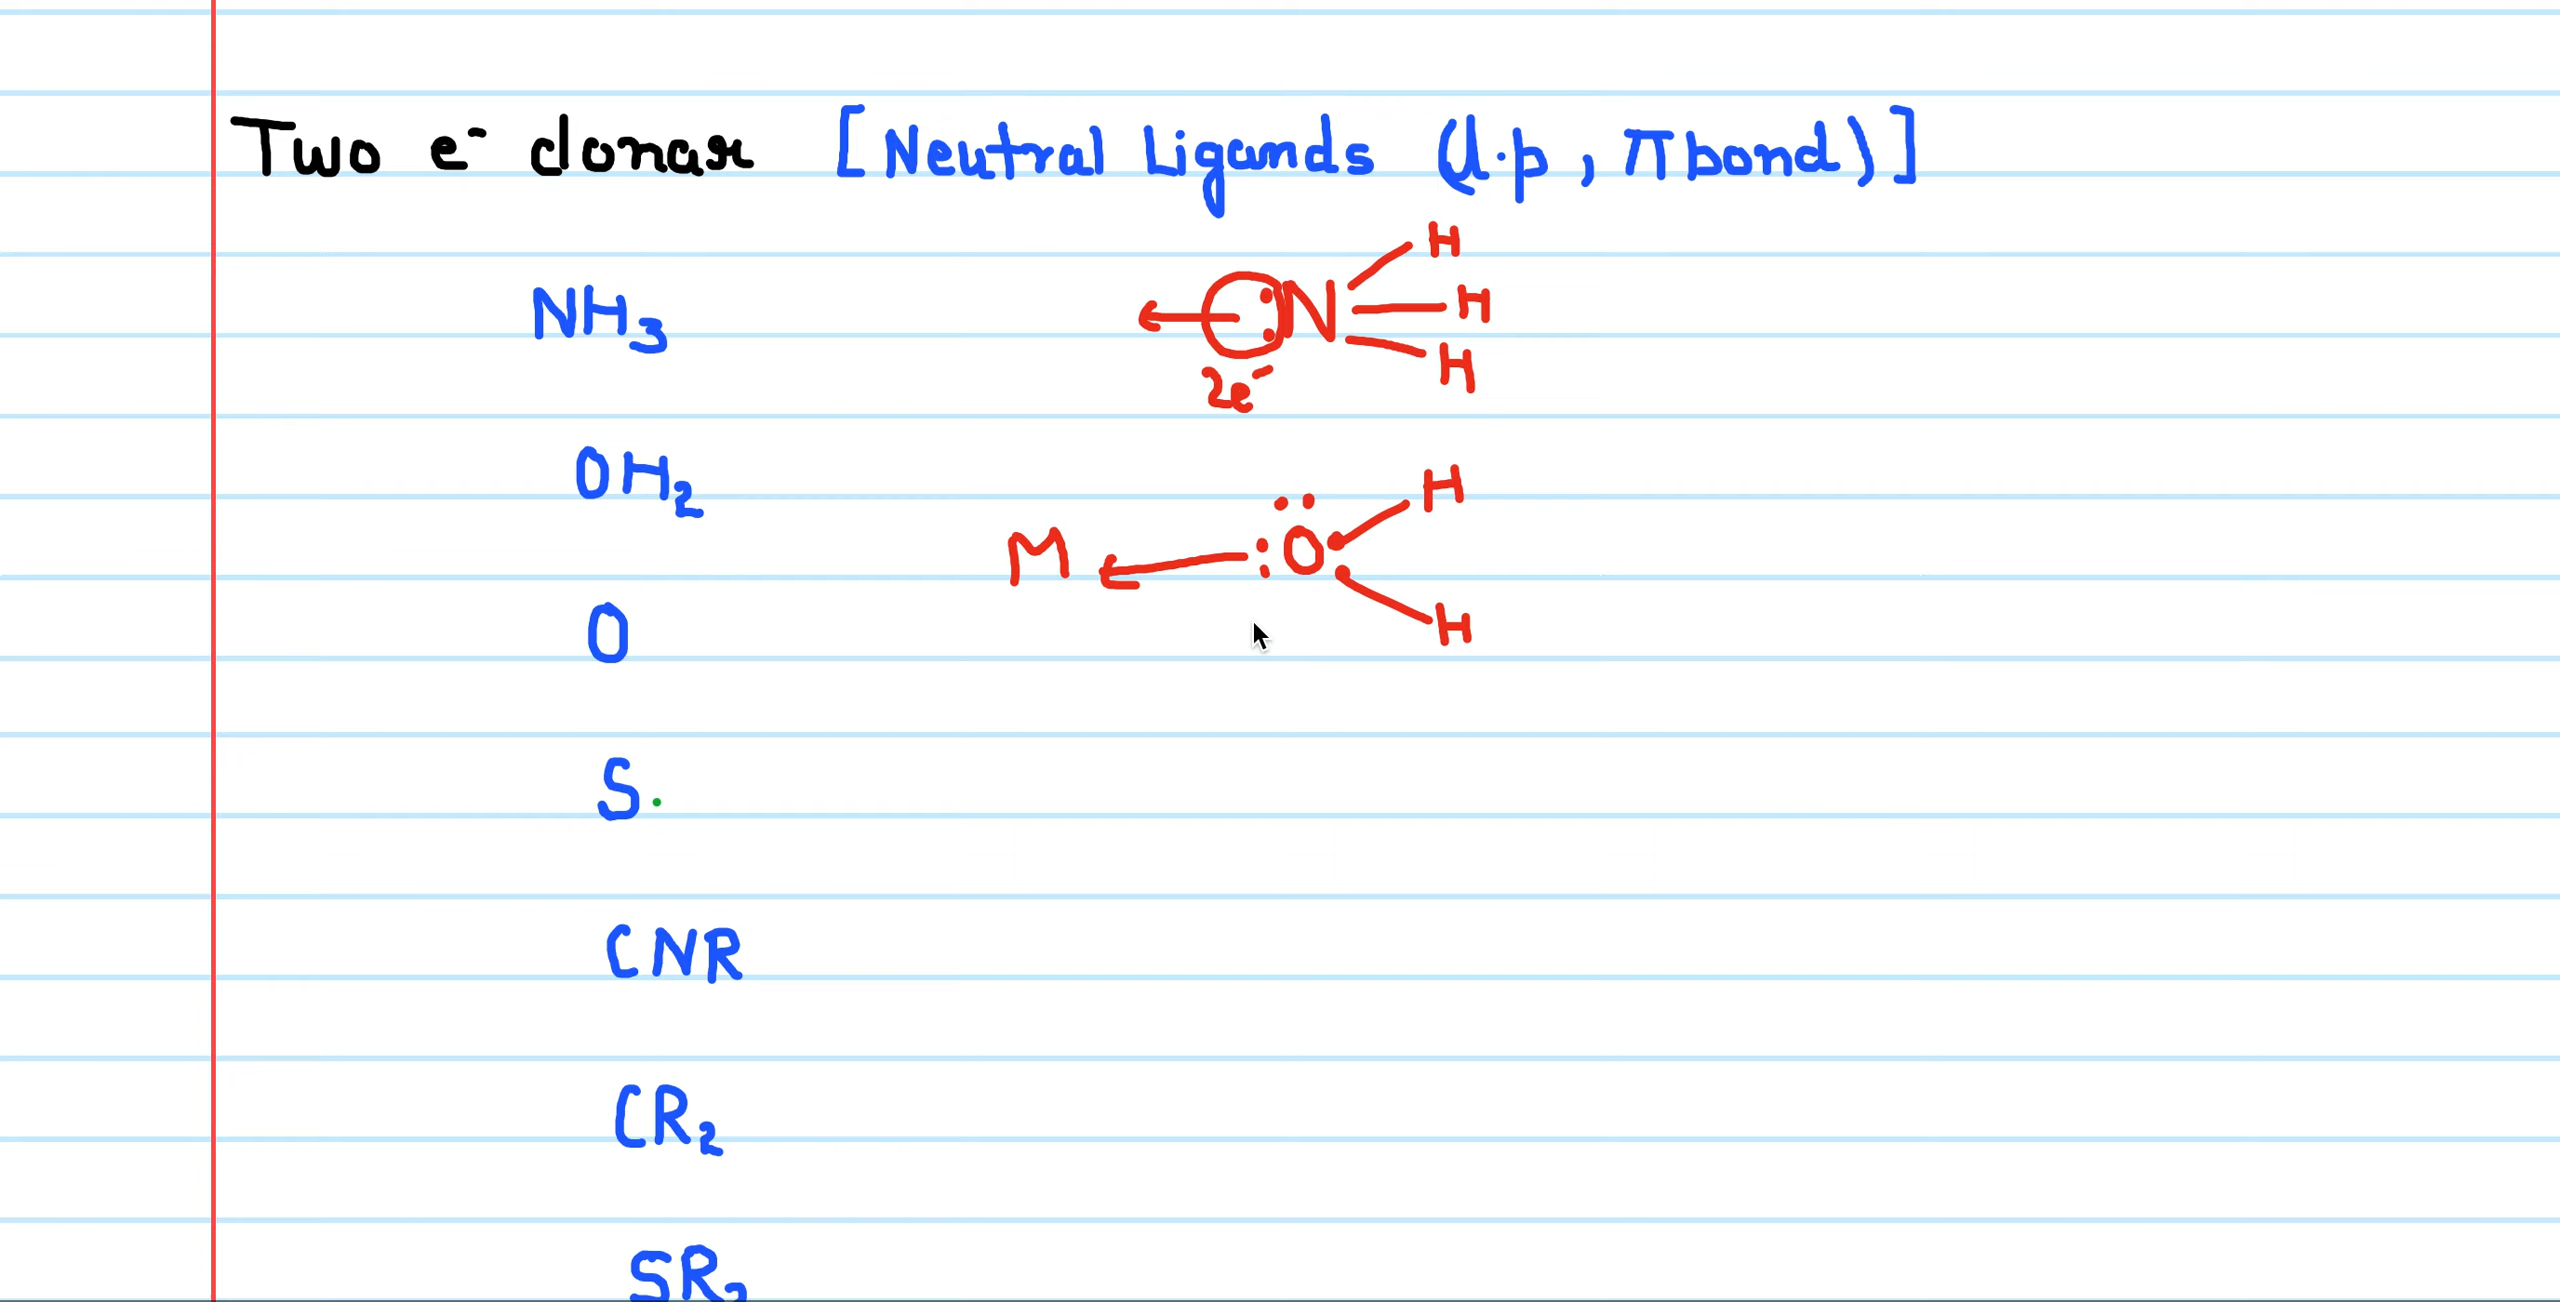 Two e⁻ donar [Neutral Ligands (l.p, π bond)]
NH₃
:N H H H
2e⁻
OH₂
M :O H H
O
S.
CNR
CR₂
SR₂